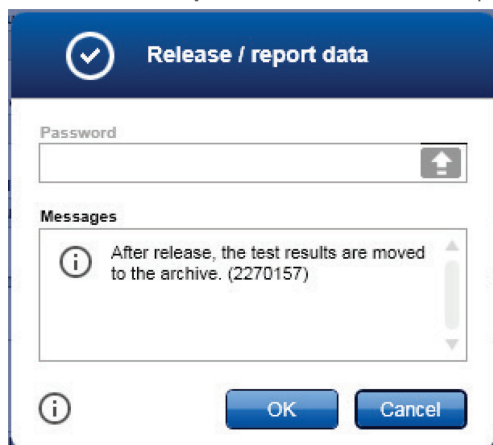 Release / report data
Password
Messages
After release, the test results are moved
to the archive. (2270157)
OK
Cancel